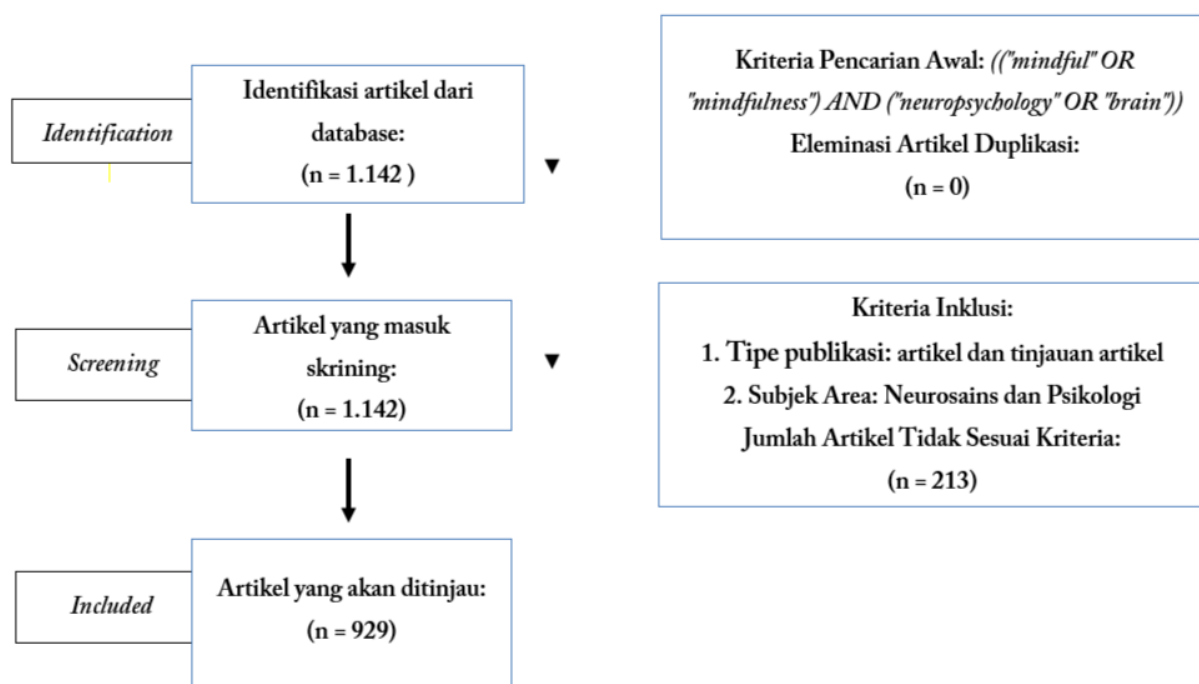 Identification
Identifikasi artikel dari
database:
(n = 1.142 )
Kriteria Pencarian Awal: (("mindful" OR
"mindfulness") AND ("neuropsychology" OR "brain"))
Eleminasi Artikel Duplikasi:
(n = 0)
Screening
Artikel yang masuk
skrining:
(n = 1.142)
Kriteria Inklusi:
1. Tipe publikasi: artikel dan tinjauan artikel
2. Subjek Area: Neurosains dan Psikologi
Jumlah Artikel Tidak Sesuai Kriteria:
(n = 213)
Included
Artikel yang akan ditinjau:
(n = 929)